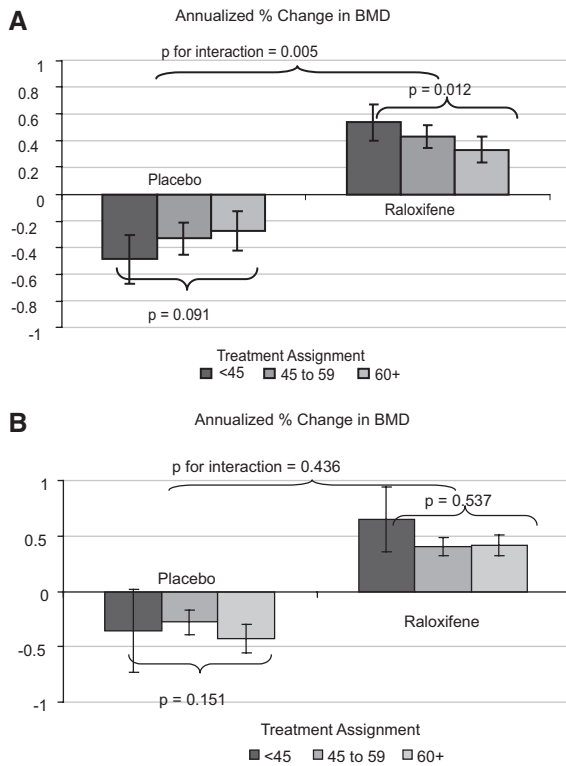 A
Annualized % Change in BMD
p for interaction = 0.005
1
0.8
0.6
0.4
0.2
0
-0.2
-0.4
-0.6
-0.8
-1
p = 0.012
Placebo
Raloxifene
p = 0.091
Treatment Assignment
<45 45 to 59 60+
B
Annualized % Change in BMD
p for interaction = 0.436
1
0.5
0
-0.5
-1
p = 0.537
Placebo
Raloxifene
p = 0.151
Treatment Assignment
<45 45 to 59 60+